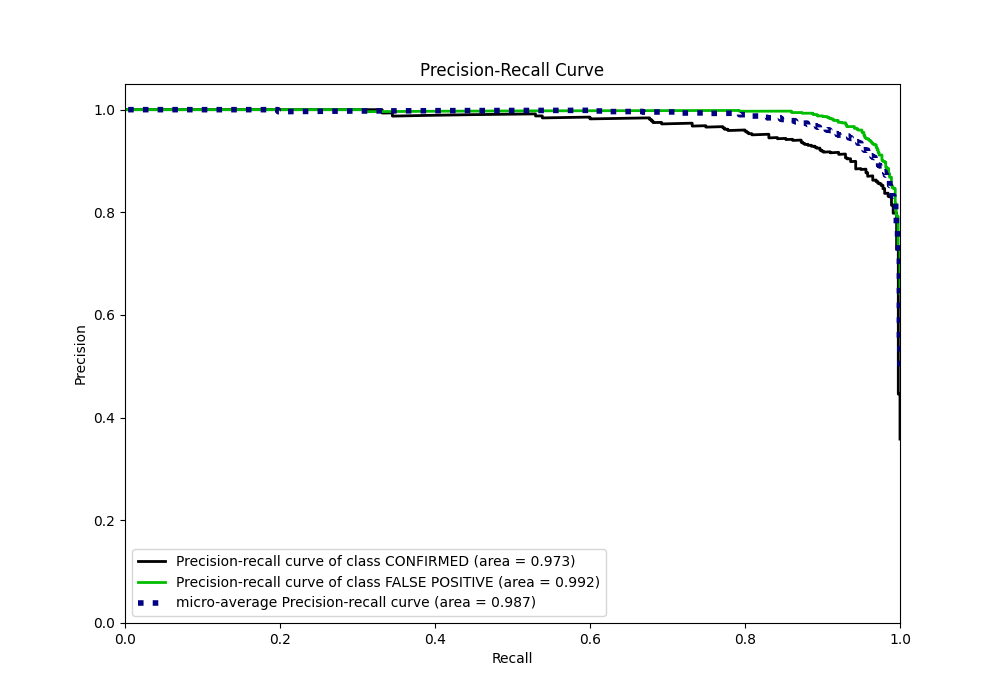 Precision-Recall Curve
1.0
0.8
0.6
0.4
0.2
0.0
Precision
Precision-recall curve of class CONFIRMED (area = 0.973)
Precision-recall curve of class FALSE POSITIVE (area = 0.992)
micro-average Precision-recall curve (area = 0.987)
0.0 0.2 0.4 0.6 0.8 1.0
Recall